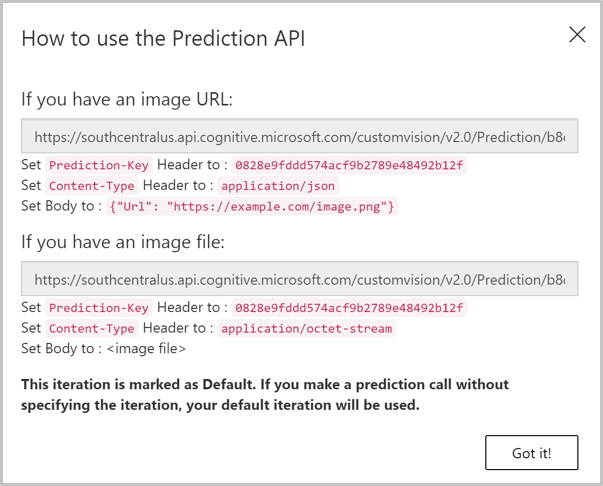 How to use the Prediction API
If you have an image URL:
https://southcentralus.api.cognitive.microsoft.com/customvision/v2.0/Prediction/b8
Set Prediction-Key Header to : 0828e9fddd574acf9b2789e48492b12f
Set Content-Type Header to : application/json
Set Body to : {"Url": "https://example.com/image.png"}
If you have an image file:
https://southcentralus.api.cognitive.microsoft.com/customvision/v2.0/Prediction/b8
Set Prediction-Key Header to : 0828e9fddd574acf9b2789e48492b12f
Set Content-Type Header to : application/octet-stream
Set Body to : <image file>
This iteration is marked as Default. If you make a prediction call without
specifying the iteration, your default iteration will be used.
Got it!